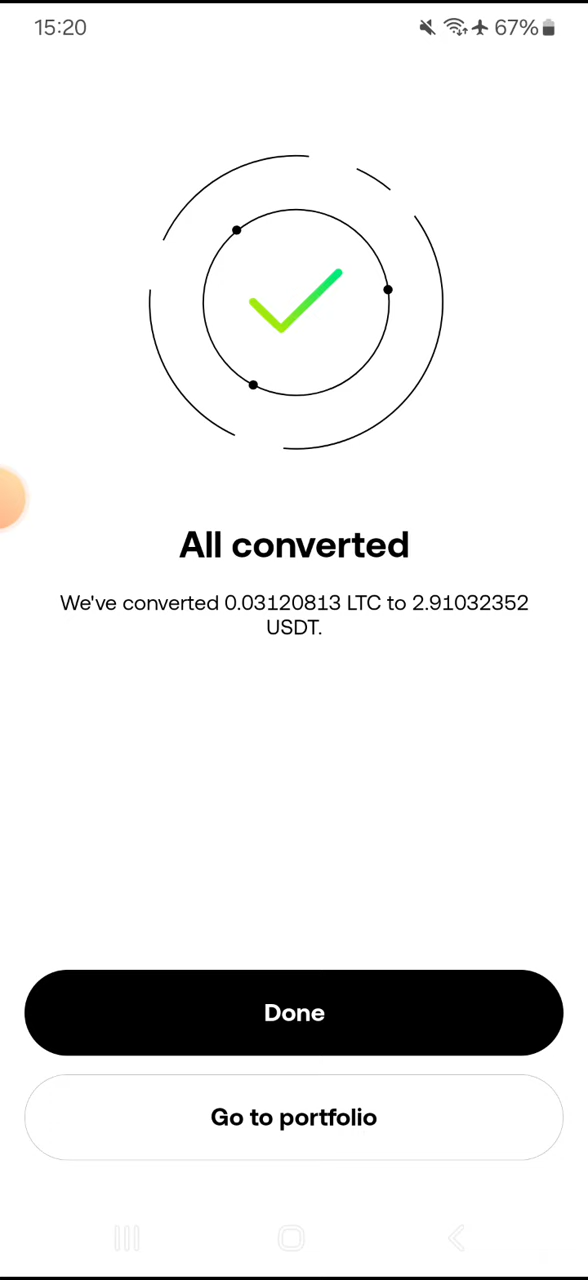 15:20
67%
All converted
We've converted 0.03120813 LTC to 2.91032352
USDT.
Done
Go to portfolio